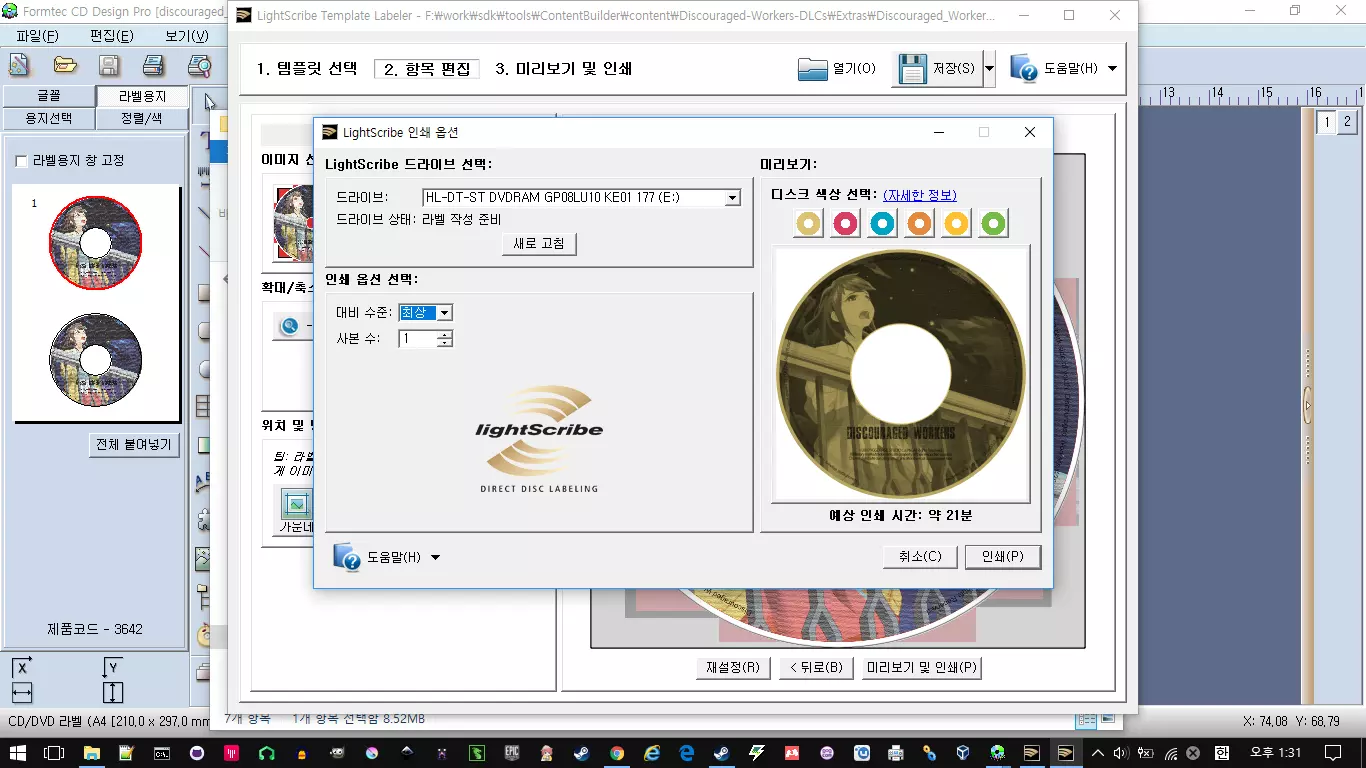 Formtec CD Design Pro [discouraged_
파일(F) 편집(E) 보기(V)
글꼴 라벨용지
용지선택 정렬/색
라벨용지 창 고정
1
전체 붙여넣기
제품코드 - 3642
X Y
CD/DVD 라벨 (A4 [210,0 x 297,0 mm
LightScribe Template Labeler - F:₩work₩sdk₩tools₩ContentBuilder₩content₩Discouraged-Workers-DLCs₩Extras₩Discouraged_Worker...
1. 템플릿 선택 2. 항목 편집 3. 미리보기 및 인쇄
열기(O) 저장(S) 도움말(H)
13 14 15 16
1 2
이미지 선
확대/축소
위치 및
팁: 라벨
게 이미
가운데
LightScribe 인쇄 옵션
LightScribe 드라이브 선택:
드라이브: HL-DT-ST DVDRAM GP08LU10 KE01 177 (E:)
드라이브 상태: 라벨 작성 준비
새로 고침
인쇄 옵션 선택:
대비 수준: 최상
사본 수: 1
lightScribe
DIRECT DISC LABELING
미리보기:
디스크 색상 선택: (자세한 정보)
DISCOURAGED WORKERS
예상 인쇄 시간: 약 21분
도움말(H)
취소(C) 인쇄(P)
재설정(R) < 뒤로(B) 미리보기 및 인쇄(P)
7개 항목 1개 항목 선택함 8.52MB
X: 74,08 Y: 68,79
EPIC
한
오후 1:31